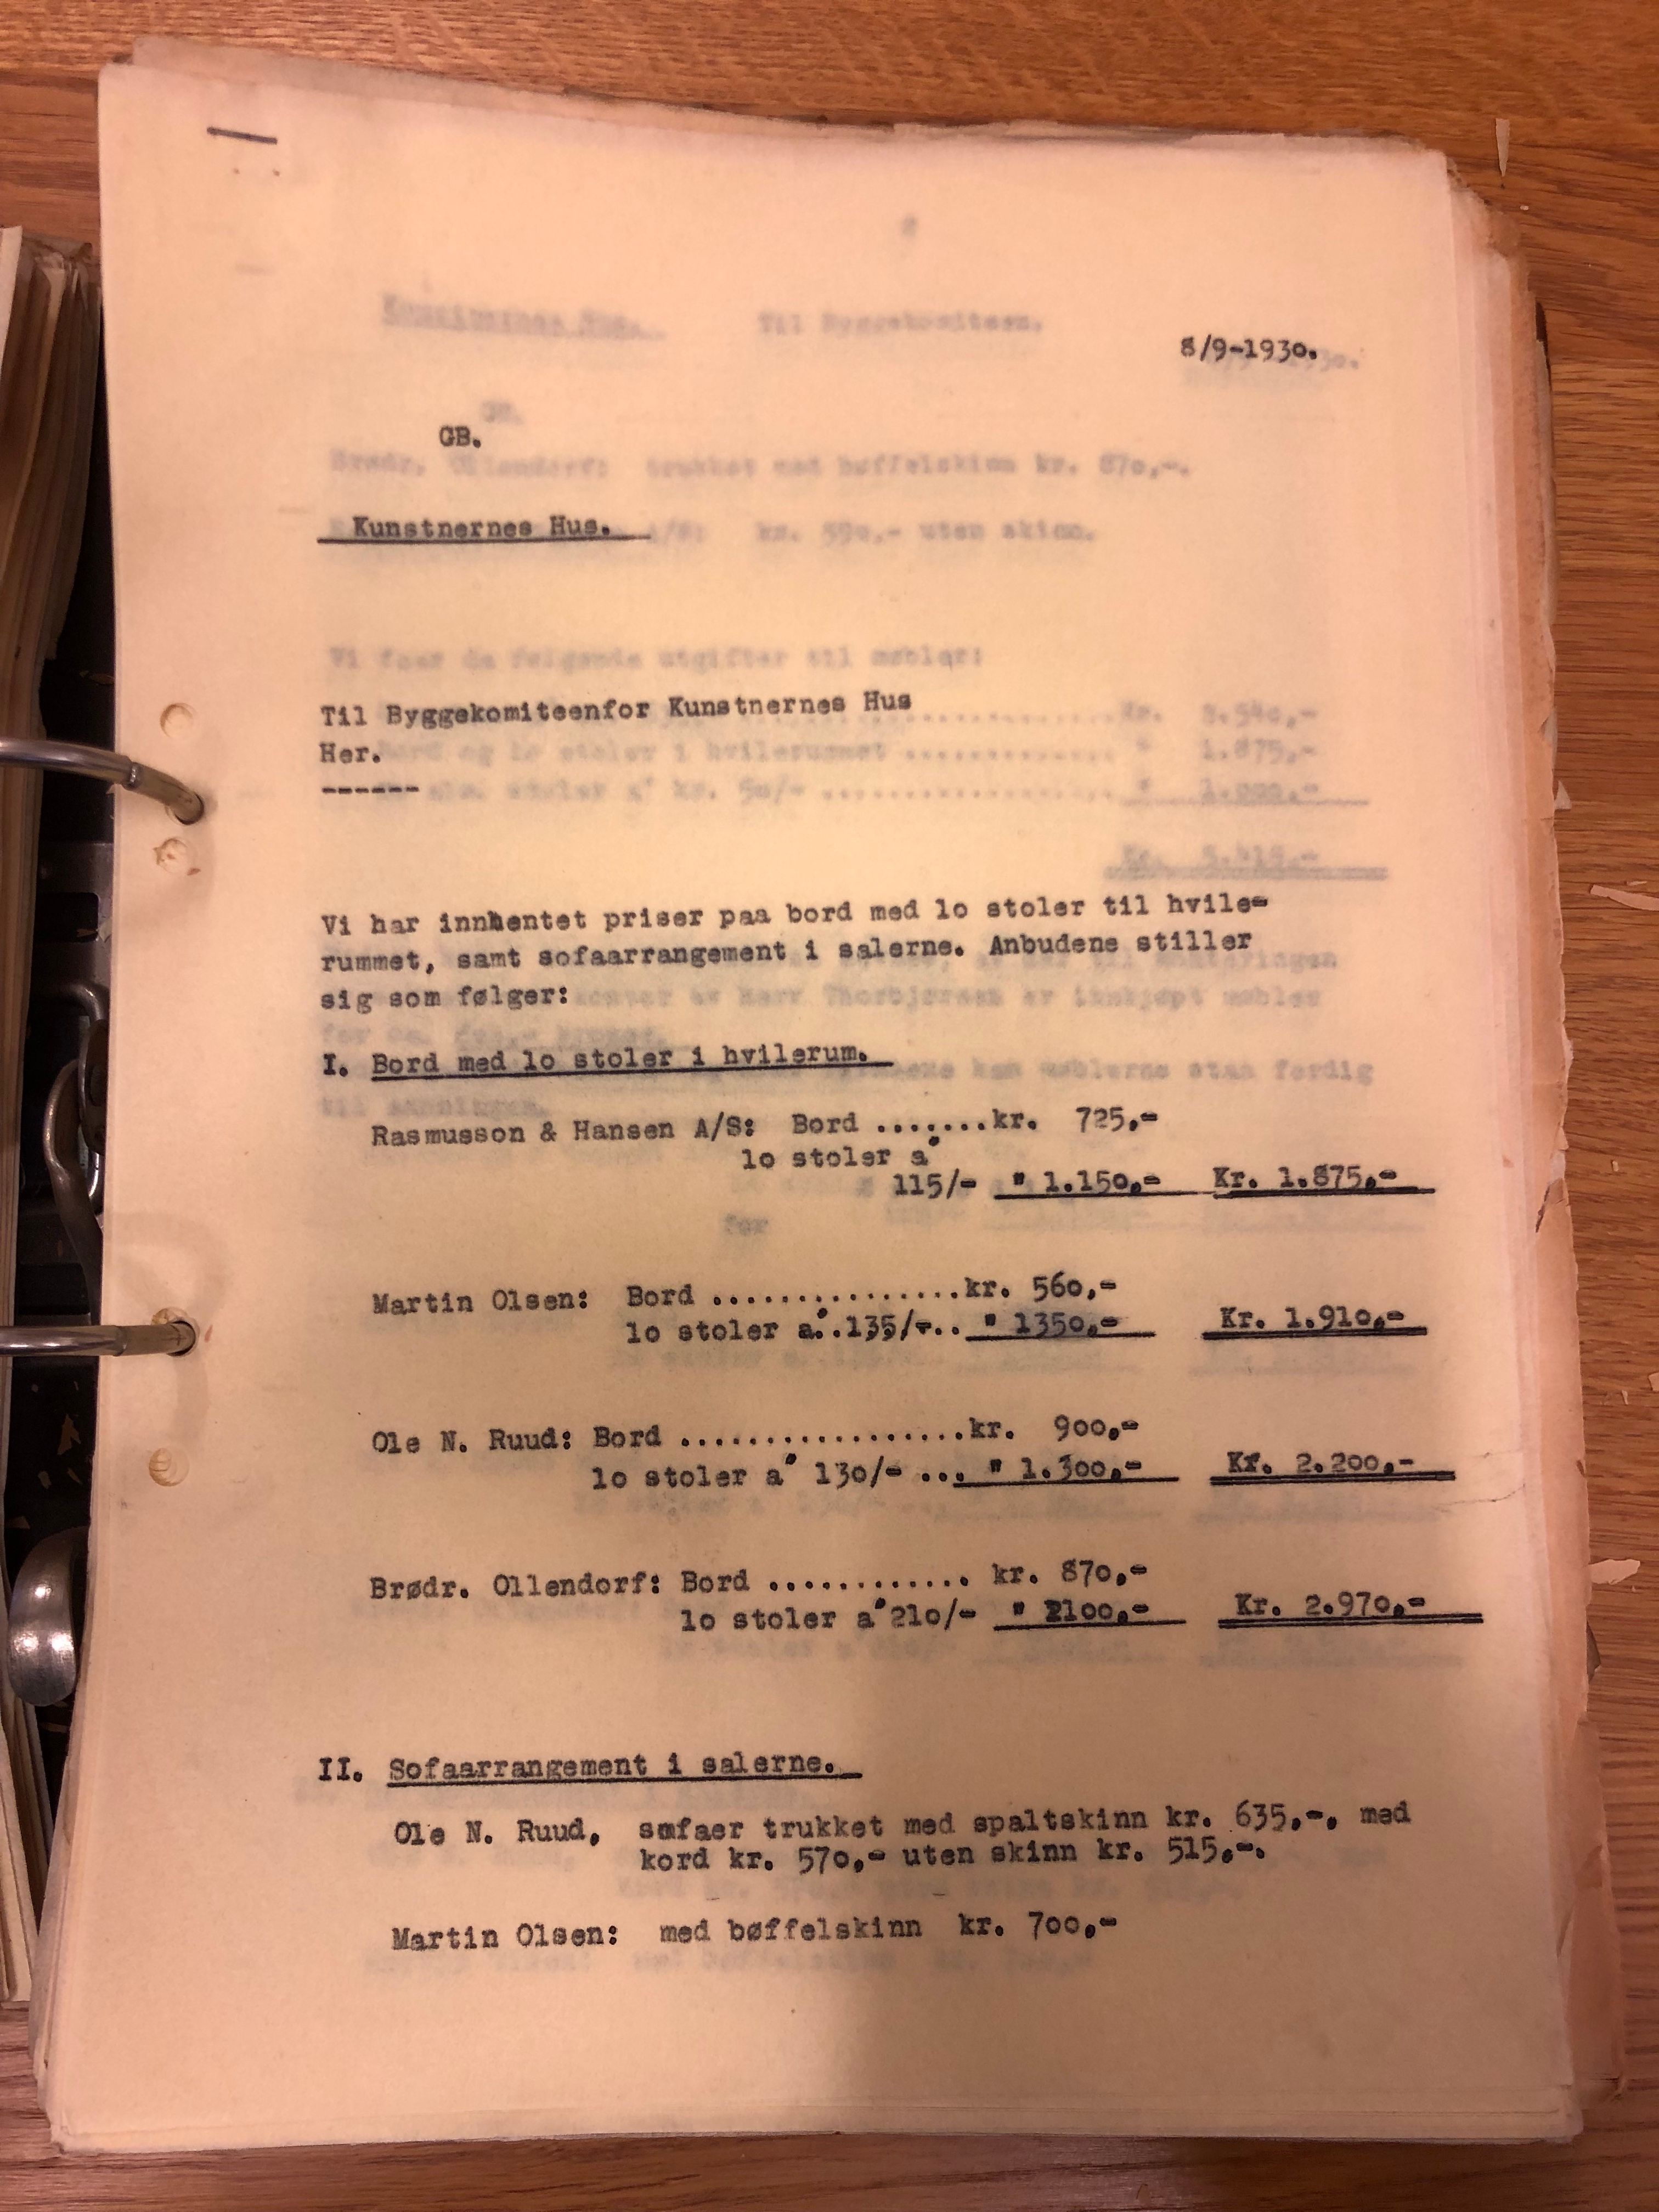 8/9-1930.
GB.
Kunstnernes Hus.
Til Byggekomiteenfor Kunstnernes Hus
Her.
------
Vi har innhentet priser paa bord med lo stoler til hvile-
rummet, samt sofaarrangement i salerne. Anbudene stiller
sig som følger:
I. Bord med lo stoler i hvilerum.
Rasmusson & Hansen A/S: Bord .......kr. 725,-
lo stoler a°
115/- " 1.150,- Kr. 1.875,-
Martin Olsen: Bord ...............kr. 560,-
lo stoler a°..135/-.. " 1350,- Kr. 1.910,-
Ole N. Ruud: Bord .................kr. 900,-
lo stoler a° 130/- ... " 1.300,- Kr. 2.200,-
Brødr. Ollendorf: Bord ............ kr. 870,-
lo stoler a°210/- " 2100,- Kr. 2.970,-
II. Sofaarrangement i salerne.
Ole N. Ruud, sofaer trukket med spaltskinn kr. 635,-, med
kord kr. 570,- uten skinn kr. 515,-.
Martin Olsen: med bøffelskinn kr. 700,-